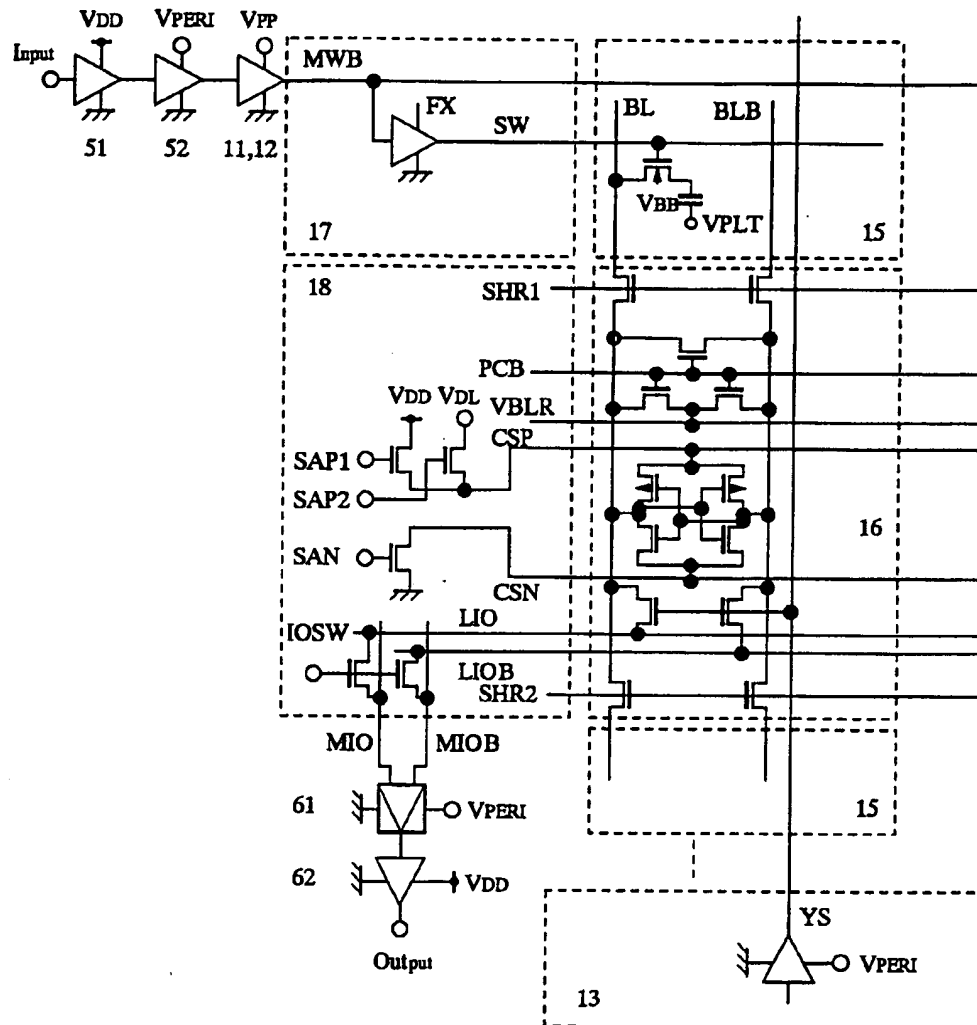 VDD VPERI VPP
Input
MWB
BL BLB
FX
SW
51 52 11,12
VBB
VPLT
17
15
18
SHR1
PCB
VDD VDL
VBLR
CSP
SAP1
SAP2
16
SAN
CSN
IOSW
LIO
LIOB
SHR2
MIO MIOB
61
VPERI
15
62
VDD
YS
Output
VPERI
13